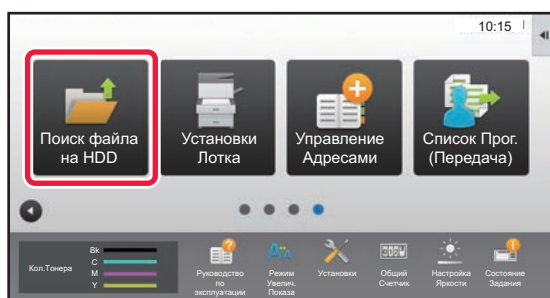 10:15
Поиск файла
на HDD
Установки
Лотка
Управление
Адресами
Список Прог.
(Передача)
Кол.Тонера
Bk
C
M
Y
Руководство
по
эксплуатации
Режим
Увелич.
Показа
Установки
Общий
Счетчик
Настройка
Яркости
Состояние
Задания